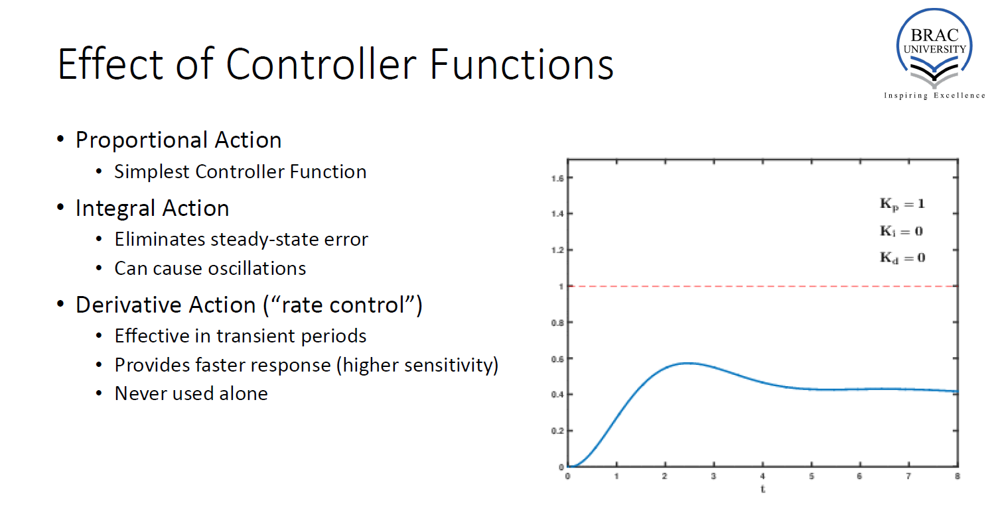 BRAC
UNIVERSITY
Inspiring Excellence
Effect of Controller Functions
• Proportional Action
• Simplest Controller Function
• Integral Action
• Eliminates steady-state error
• Can cause oscillations
• Derivative Action (“rate control”)
• Effective in transient periods
• Provides faster response (higher sensitivity)
• Never used alone
1.6
1.4
1.2
1
0.8
0.6
0.4
0.2
0
K_p = 1
K_i = 0
K_d = 0
0 1 2 3 4 5 6 7 8
t